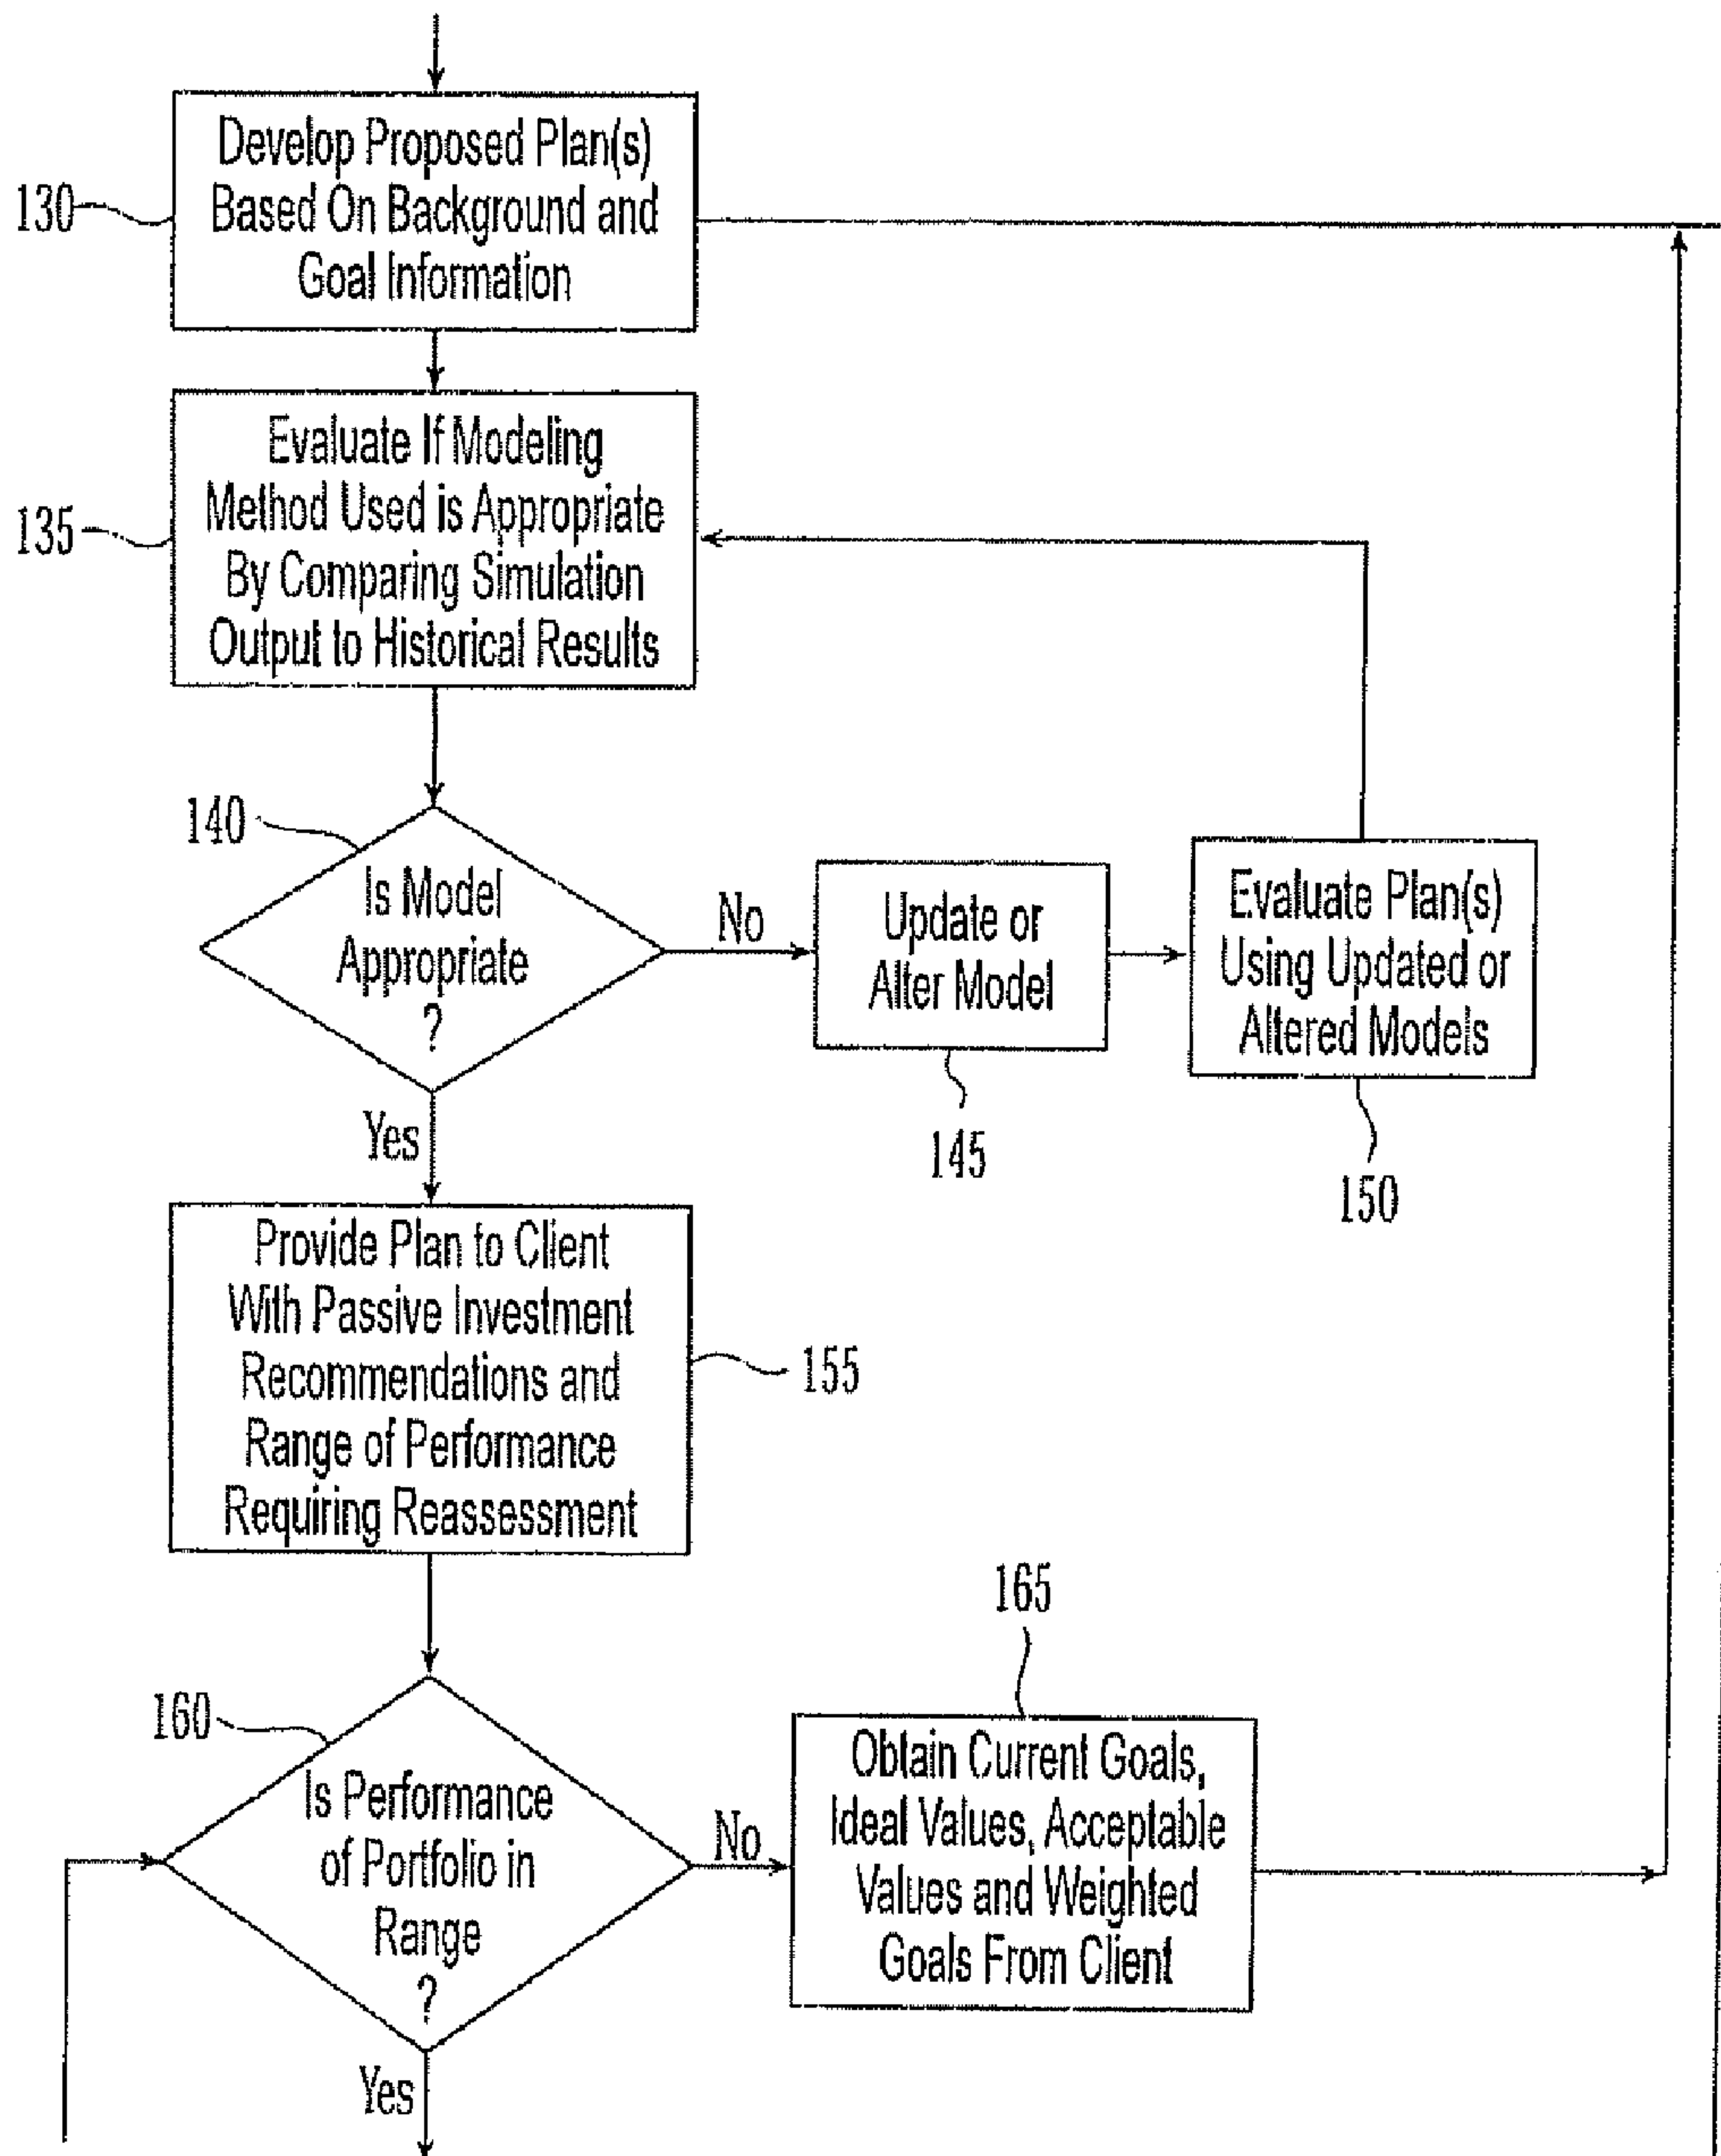 Develop Proposed Plan(s)
Based On Background and
Goal Information
130
Evaluate If Modeling
Method Used is Appropriate
By Comparing Simulation
Output to Historical Results
135
140
Is Model
Appropriate
?
No
Update or
Alter Model
Evaluate Plan(s)
Using Updated or
Altered Models
145
150
Yes
Provide Plan to Client
With Passive Investment
Recommendations and
Range of Performance
Requiring Reassessment
155
165
160
Is Performance
of Portfolio in
Range
?
No
Obtain Current Goals,
Ideal Values, Acceptable
Values and Weighted
Goals From Client
Yes